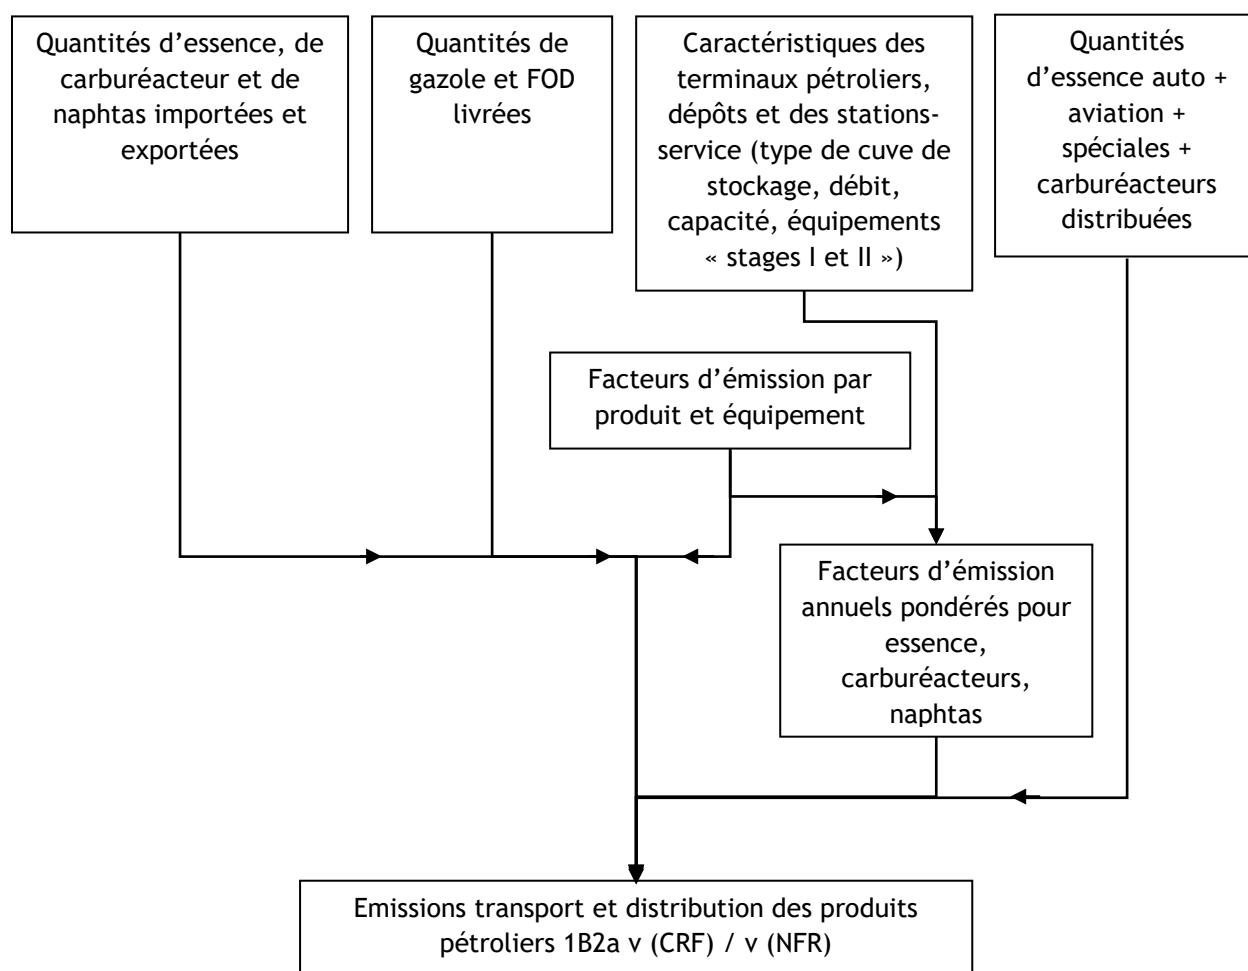 Quantités d’essence, de
carburéacteur et de
naphtas importées et
exportées
Quantités de
gazole et FOD
livrées
Caractéristiques des
terminaux pétroliers,
dépôts et des stations-
service (type de cuve de
stockage, débit,
capacité, équipements
« stages I et II »)
Quantités
d’essence auto +
aviation +
spéciales +
carburéacteurs
distribuées
Facteurs d’émission par
produit et équipement
Facteurs d’émission
annuels pondérés pour
essence,
carburéacteurs,
naphtas
Emissions transport et distribution des produits
pétroliers 1B2a v (CRF) / v (NFR)